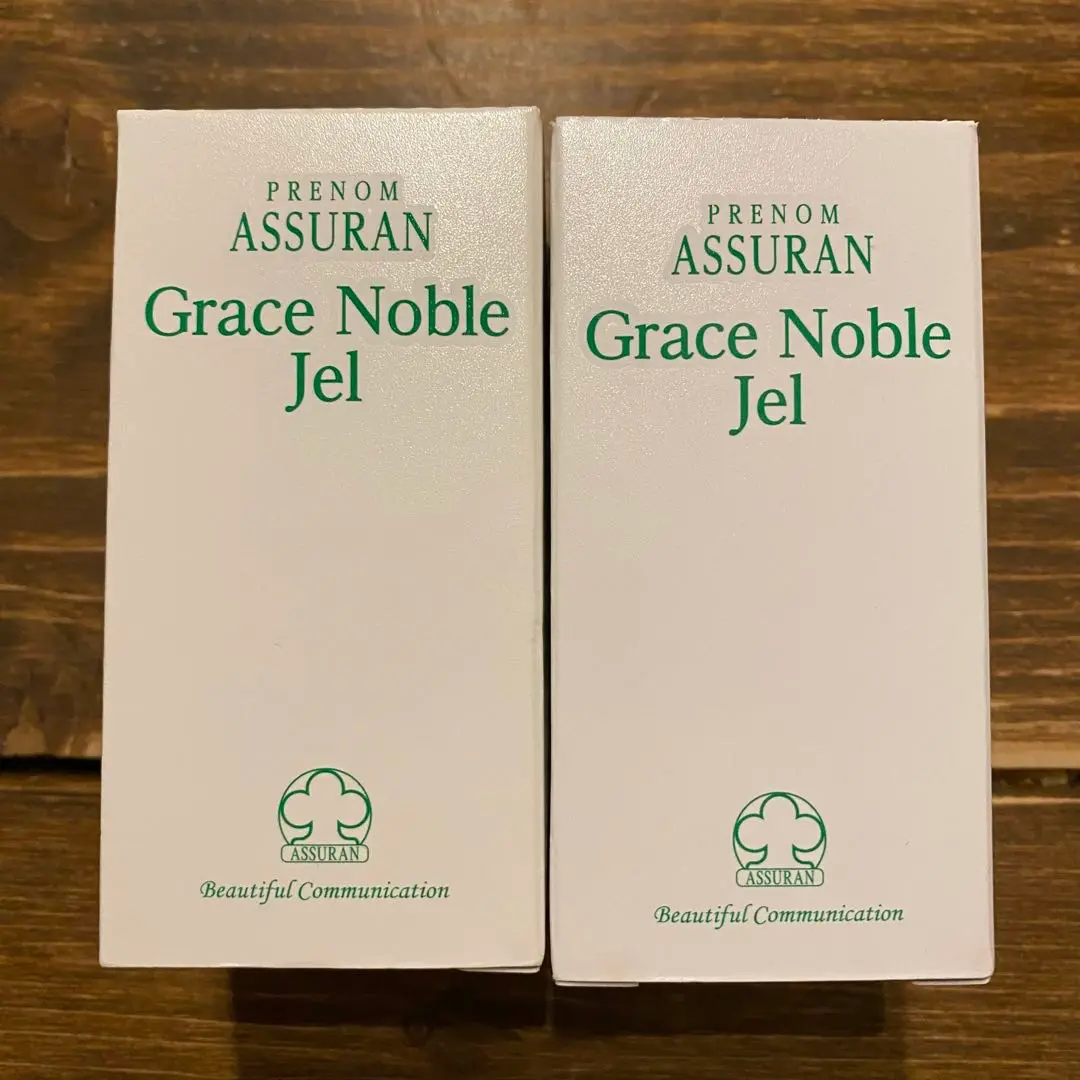 PRENOM
ASSURAN
Grace Noble
Jel
ASSURAN
Beautiful Communication
PRENOM
ASSURAN
Grace Noble
Jel
ASSURAN
Beautiful Communication